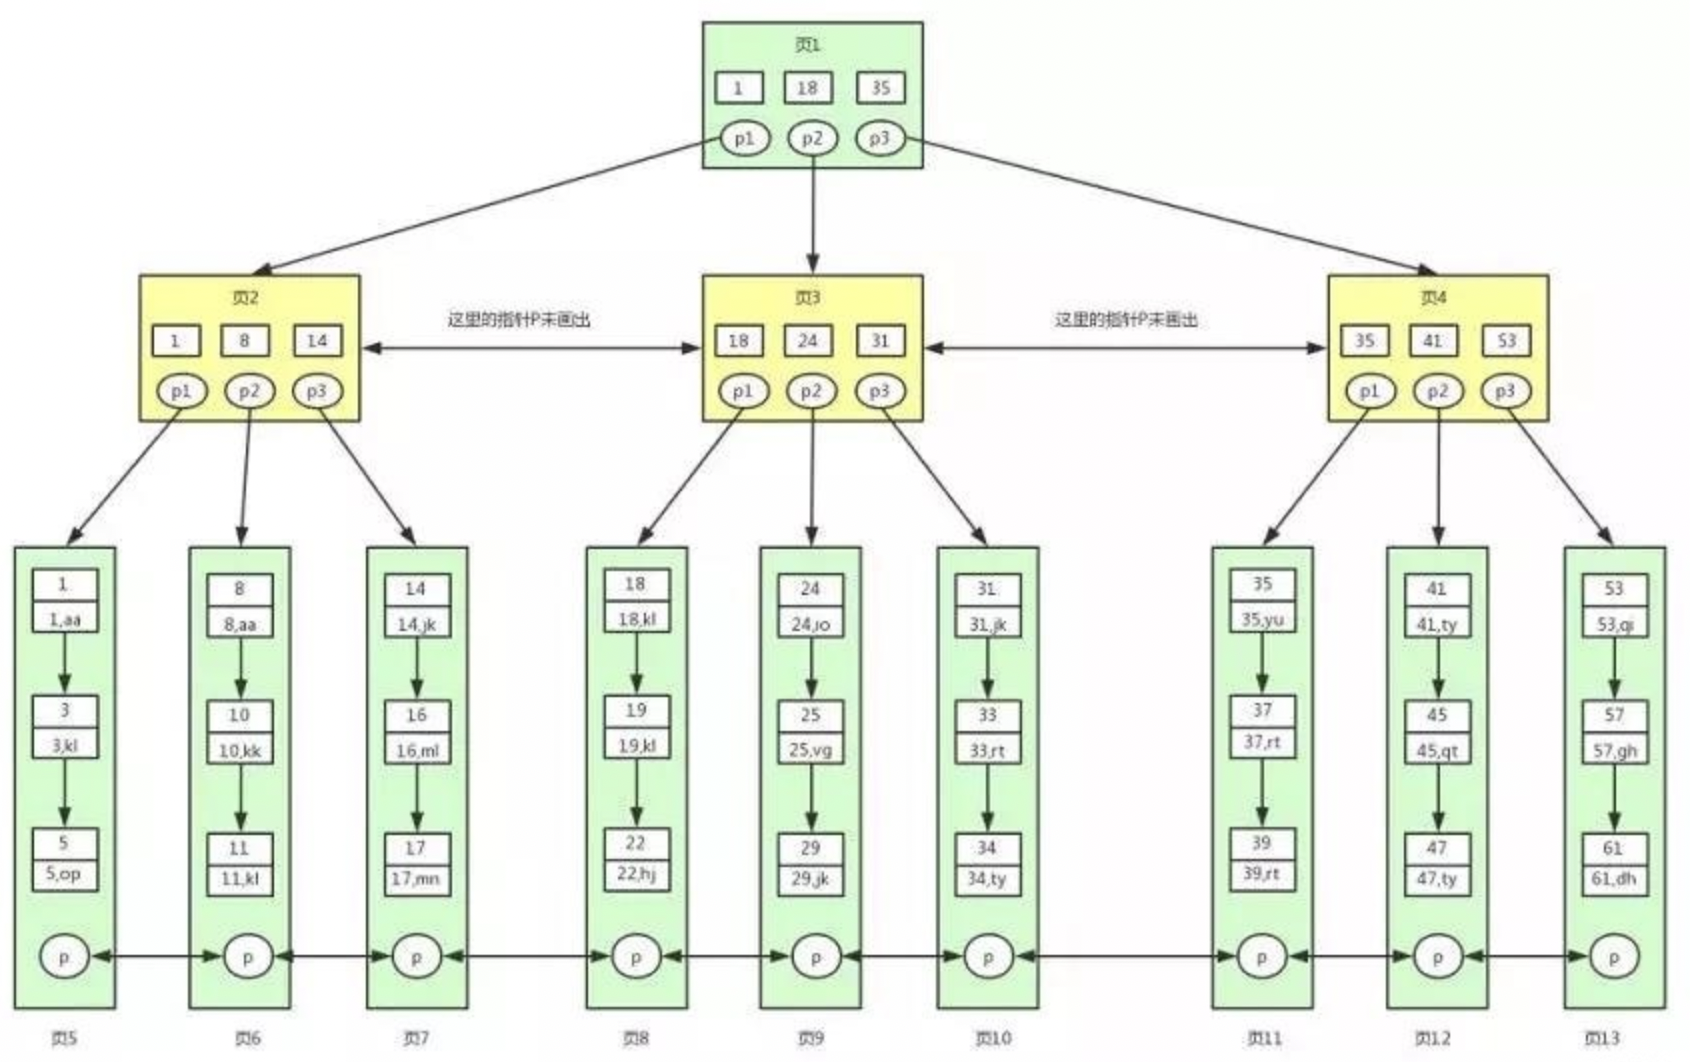 页1
1 18 35
p1 p2 p3
页2
1 8 14
p1 p2 p3
这里的指针P未画出
页3
18 24 31
p1 p2 p3
这里的指针P未画出
页4
35 41 53
p1 p2 p3
1
1,aa
3
3,kl
5
5,op
p
页5
8
8,aa
10
10,kk
11
11,kl
p
页6
14
14,jk
16
16,ml
17
17,mn
p
页7
18
18,kl
19
19,kl
22
22,hj
p
页8
24
24,io
25
25,vg
29
29,jk
p
页9
31
31,jk
33
33,rt
34
34,ty
p
页10
35
35,yu
37
37,rt
39
39,rt
p
页11
41
41,ty
45
45,qt
47
47,ty
p
页12
53
53,qi
57
57,gh
61
61,dh
p
页13